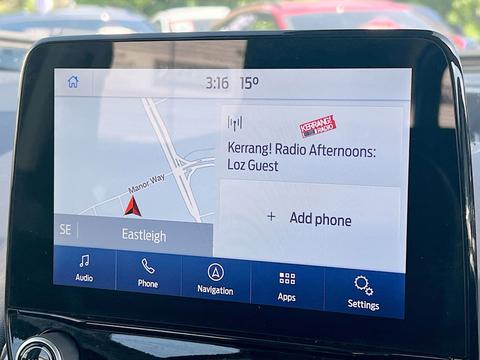 3:16 15°
KERRANG!
RADIO
Kerrang! Radio Afternoons:
Loz Guest
Manor Way
SE
Eastleigh
+ Add phone
Audio
Phone
Navigation
Apps
Settings